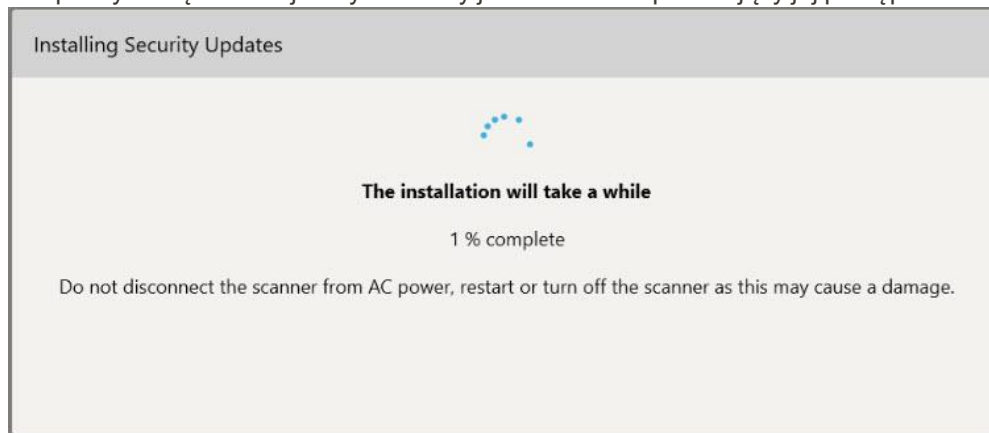 Installing Security Updates
The installation will take a while
1 % complete
Do not disconnect the scanner from AC power, restart or turn off the scanner as this may cause a damage.